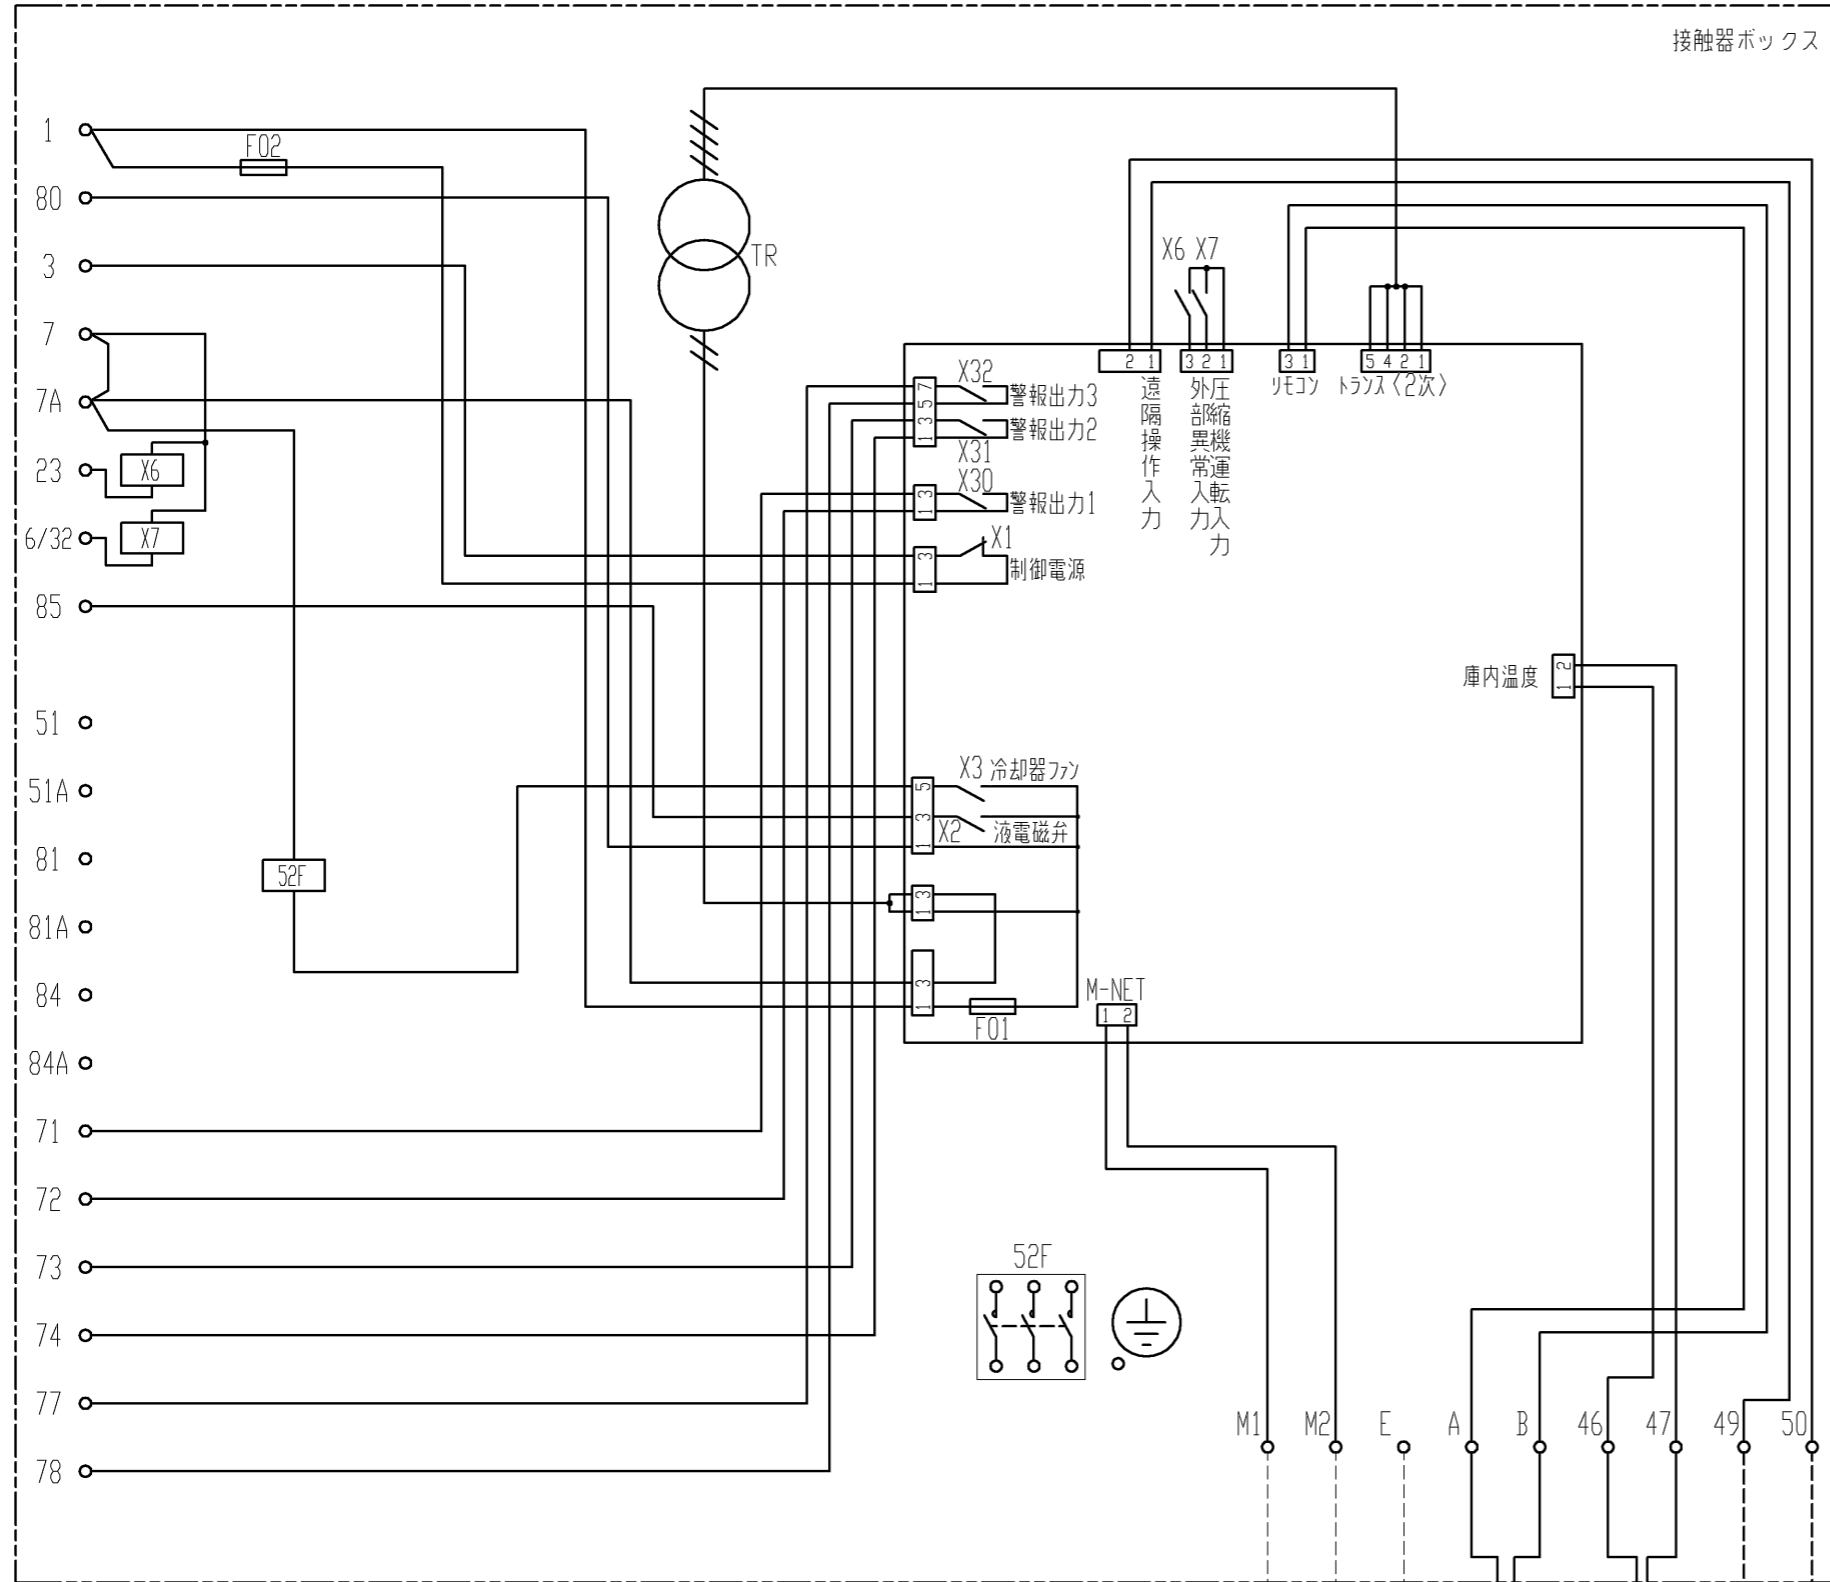 接触器ボックス
1
F02
80
3
TR
7
7A
X6 X7
2 1
3 2 1
3 1
5 4 2 1
遠隔操作入力
外部異常入力
圧縮機運転入力
リモコン
トランス〈2次〉
7
5
3
1
X32
警報出力3
警報出力2
X31
23
X6
X30
3
1
警報出力1
6/32
X7
X1
3
1
制御電源
85
庫内温度
2
1
51
51A
X3 冷却器ファン
5
3
1
X2 液電磁弁
81
52F
3
1
81A
84
3
1
F01
M-NET
1 2
84A
71
72
73
52F
74
77
M1 M2 E A B 46 47 49 50
78